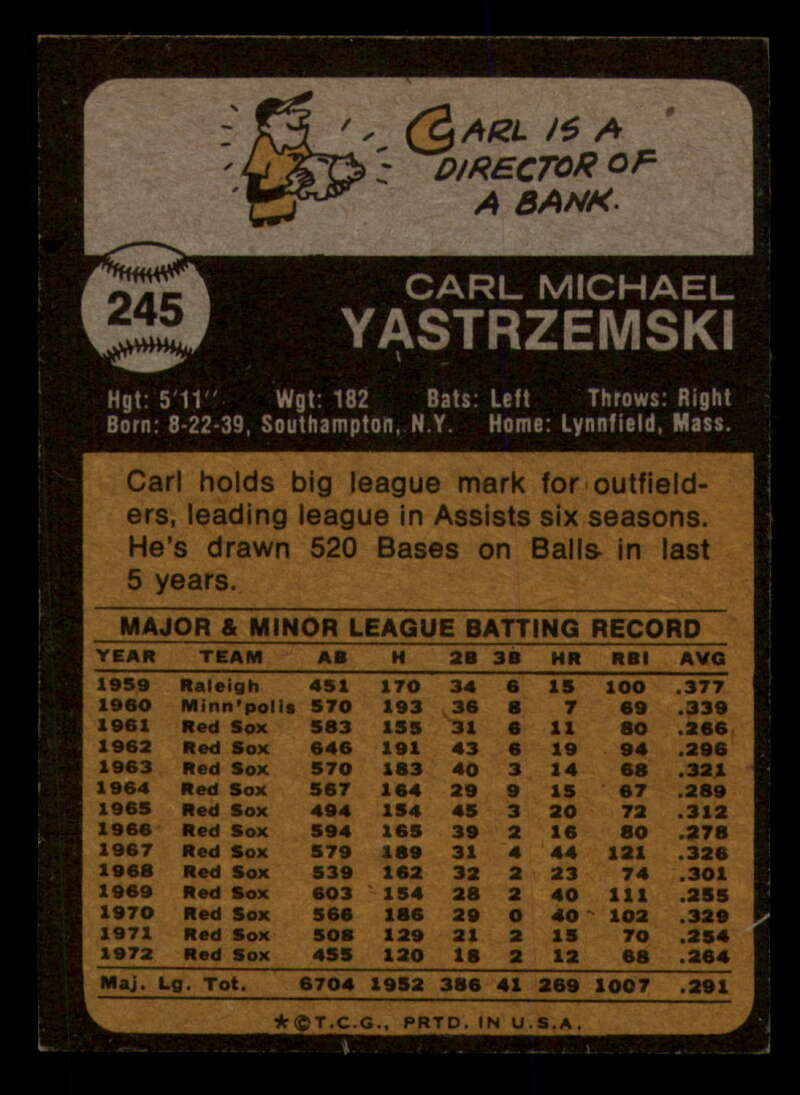 CARL IS A
DIRECTOR OF
A BANK.
245
CARL MICHAEL
YASTRZEMSKI
Hgt: 5'11" Wgt: 182 Bats: Left Throws: Right
Born: 8-22-39, Southampton, N.Y. Home: Lynnfield, Mass.
Carl holds big league mark for outfield-
ers, leading league in Assists six seasons.
He's drawn 520 Bases on Balls in last
5 years.
MAJOR & MINOR LEAGUE BATTING RECORD
YEAR TEAM AB H 2B 3B HR RBI AVG
1959 Raleigh 451 170 34 6 15 100 .377
1960 Minn'polis 570 193 36 8 7 69 .339
1961 Red Sox 583 155 31 6 11 80 .266
1962 Red Sox 646 191 43 6 19 94 .296
1963 Red Sox 570 183 40 3 14 68 .321
1964 Red Sox 567 164 29 9 15 67 .289
1965 Red Sox 494 154 45 3 20 72 .312
1966 Red Sox 594 165 39 2 16 80 .278
1967 Red Sox 579 189 31 4 44 121 .326
1968 Red Sox 539 162 32 2 23 74 .301
1969 Red Sox 603 154 28 2 40 111 .255
1970 Red Sox 566 186 29 0 40 102 .329
1971 Red Sox 508 129 21 2 15 70 .254
1972 Red Sox 455 120 18 2 12 68 .264
Maj. Lg. Tot. 6704 1952 386 41 269 1007 .291
*©T.C.G., PRTD. IN U.S.A.